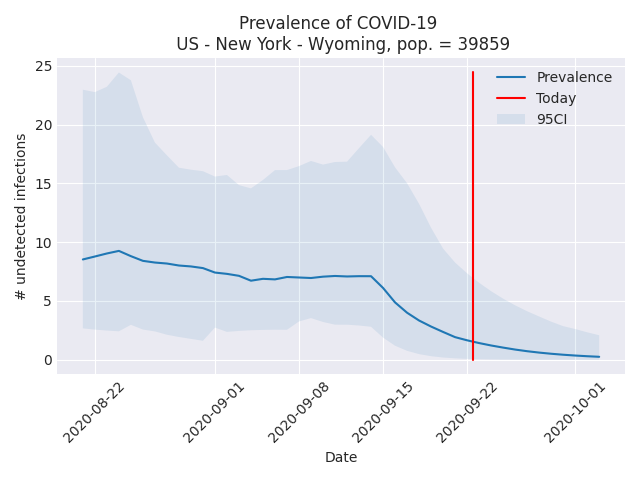 Prevalence of COVID-19
US - New York - Wyoming, pop. = 39859
Prevalence
Today
95CI
# undetected infections
25
20
15
10
5
0
2020-08-22
2020-09-01
2020-09-08
2020-09-15
2020-09-22
2020-10-01
Date